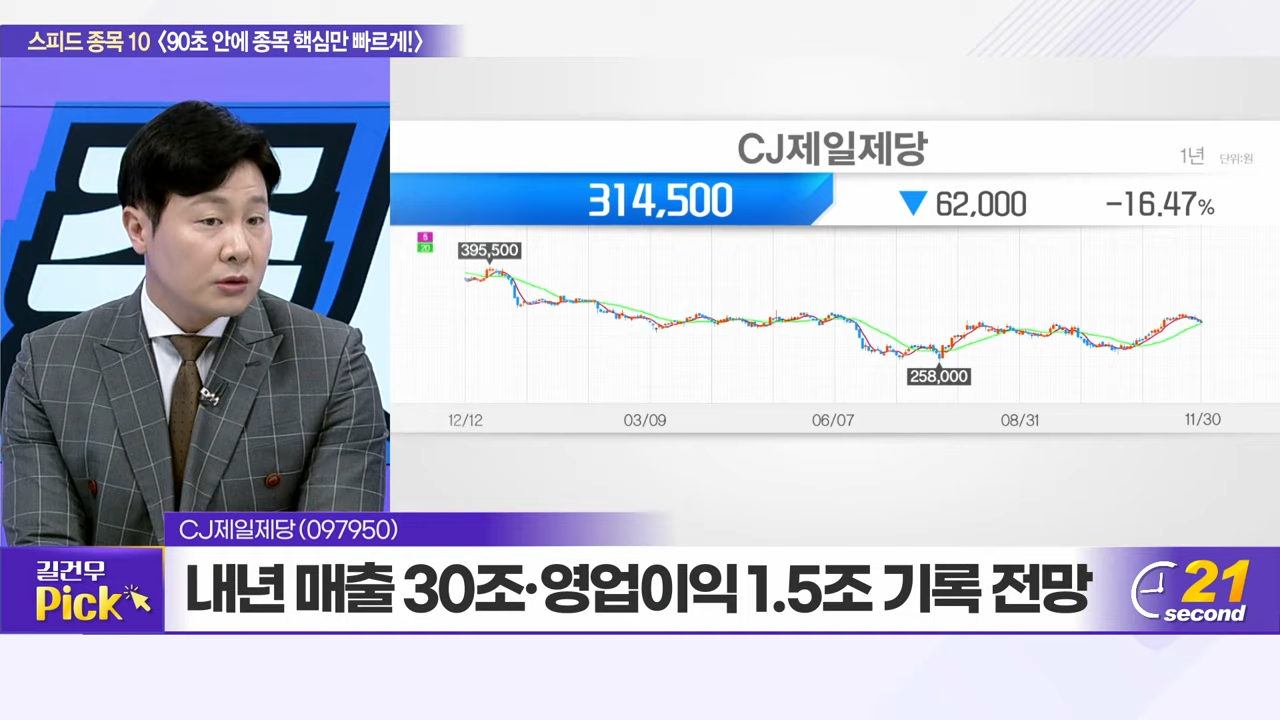 스피드 종목 10 〈90초 안에 종목 핵심만 빠르게!〉
CJ제일제당
1년 단위:원
314,500 ▼ 62,000 -16.47%
5
20
395,500
258,000
12/12 03/09 06/07 08/31 11/30
CJ제일제당(097950)
길건무
Pick
내년 매출 30조·영업이익 1.5조 기록 전망
21
second